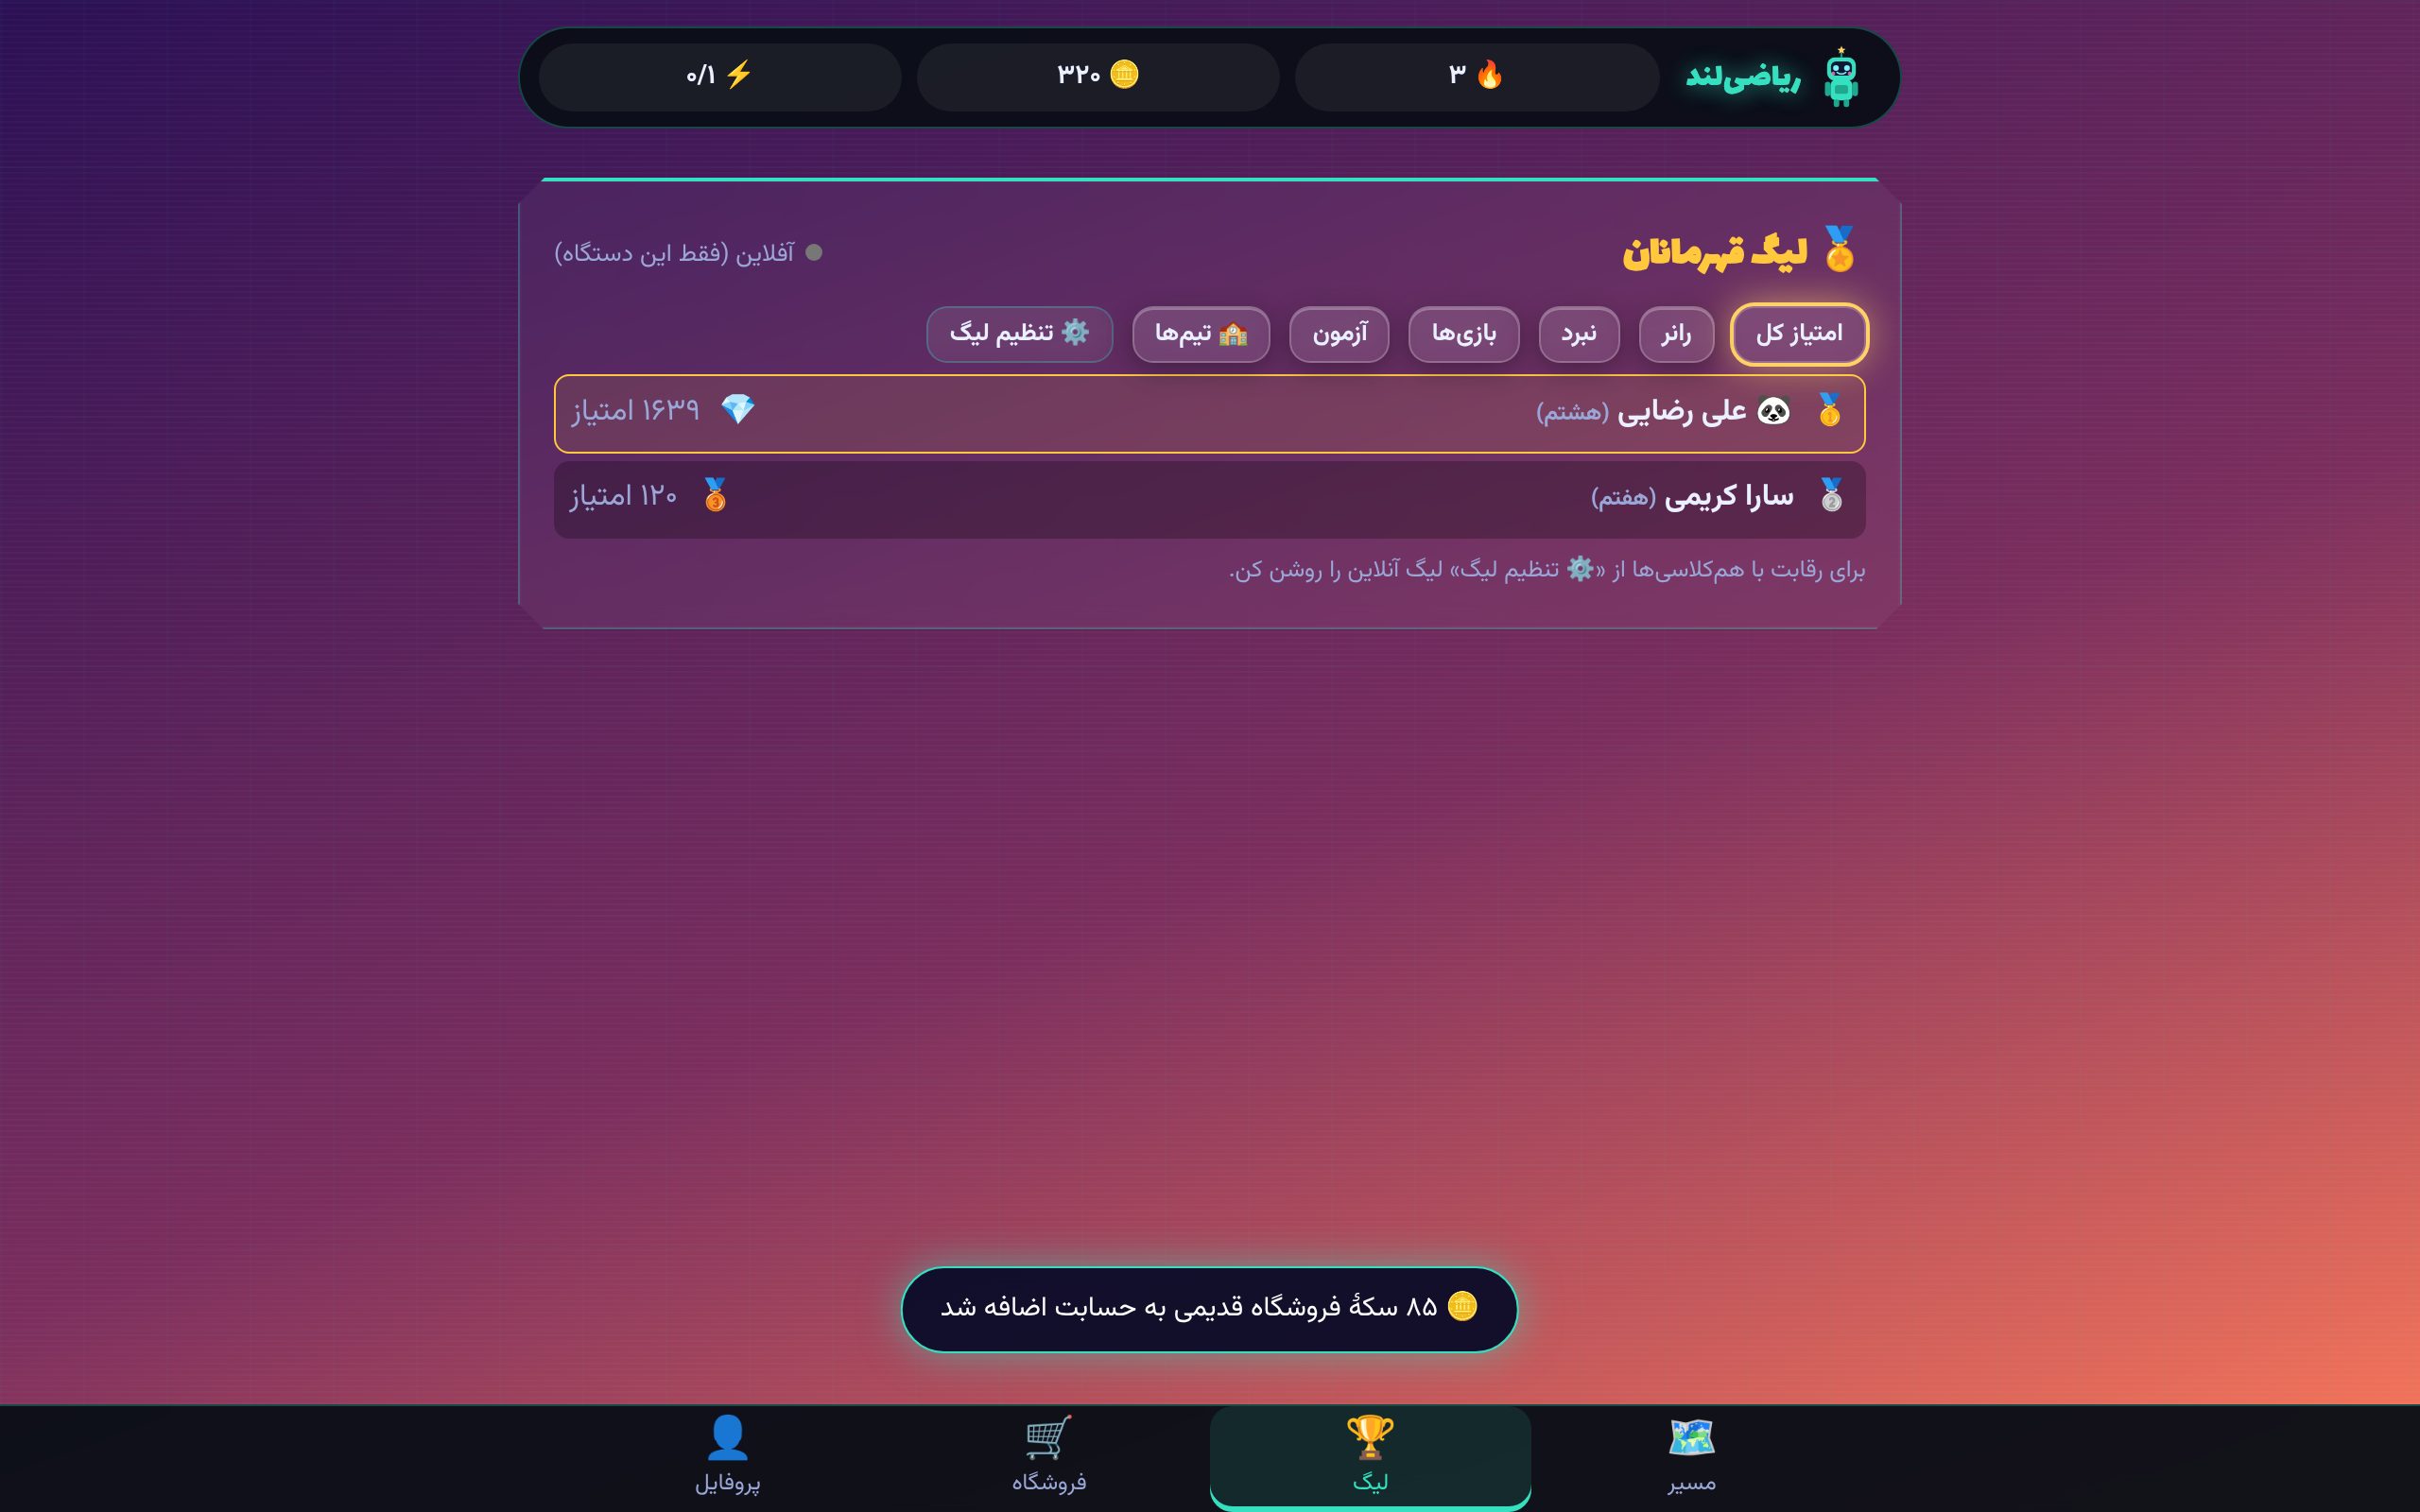 ریاضی‌لند
🔥 ۳
🪙 ۳۲۰
⚡ ۰/۱
🏅 لیگ قهرمانان
آفلاین (فقط این دستگاه)
امتیاز کل
رانر
نبرد
بازی‌ها
آزمون
🏫 تیم‌ها
⚙️ تنظیم لیگ
🥇 🐼 علی رضایی (هشتم) 💎 ۱۶۳۹ امتیاز
🥈 سارا کریمی (هفتم) 🥉 ۱۲۰ امتیاز
برای رقابت با هم‌کلاسی‌ها از «⚙️ تنظیم لیگ» لیگ آنلاین را روشن کن.
🪙 ۸۵ سکهٔ فروشگاه قدیمی به حسابت اضافه شد
مسیر
لیگ
فروشگاه
پروفایل